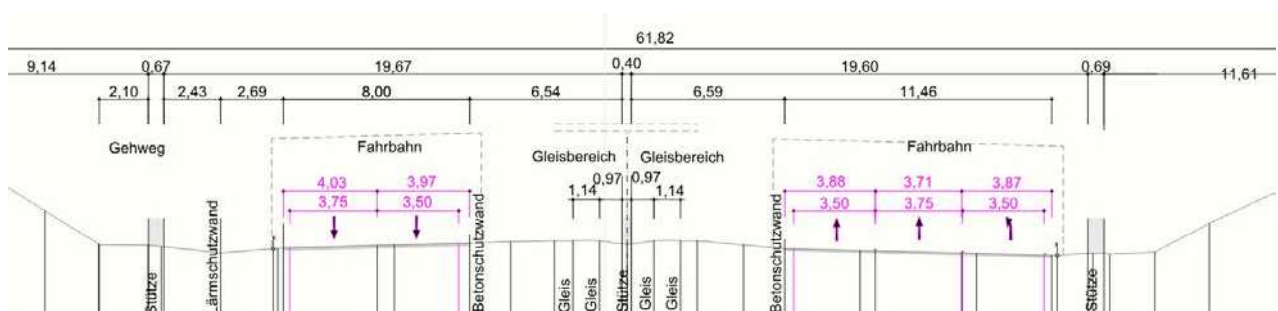 61,82
9,14 0,67 19,67 0,40 19,60 0,69 11,61
2,10 2,43 2,69 8,00 6,54 6,59 11,46
Gehweg Fahrbahn Fahrbahn
Gleisbereich Gleisbereich
4,03 3,97 0,97 0,97 3,88 3,71 3,87
1,14 1,14
3,75 3,50 3,50 3,75 3,50
Stütze
Lärmschutzwand
Betonschutzwand
Gleis
Gleis
Stütze
Gleis
Gleis
Betonschutzwand
Stütze